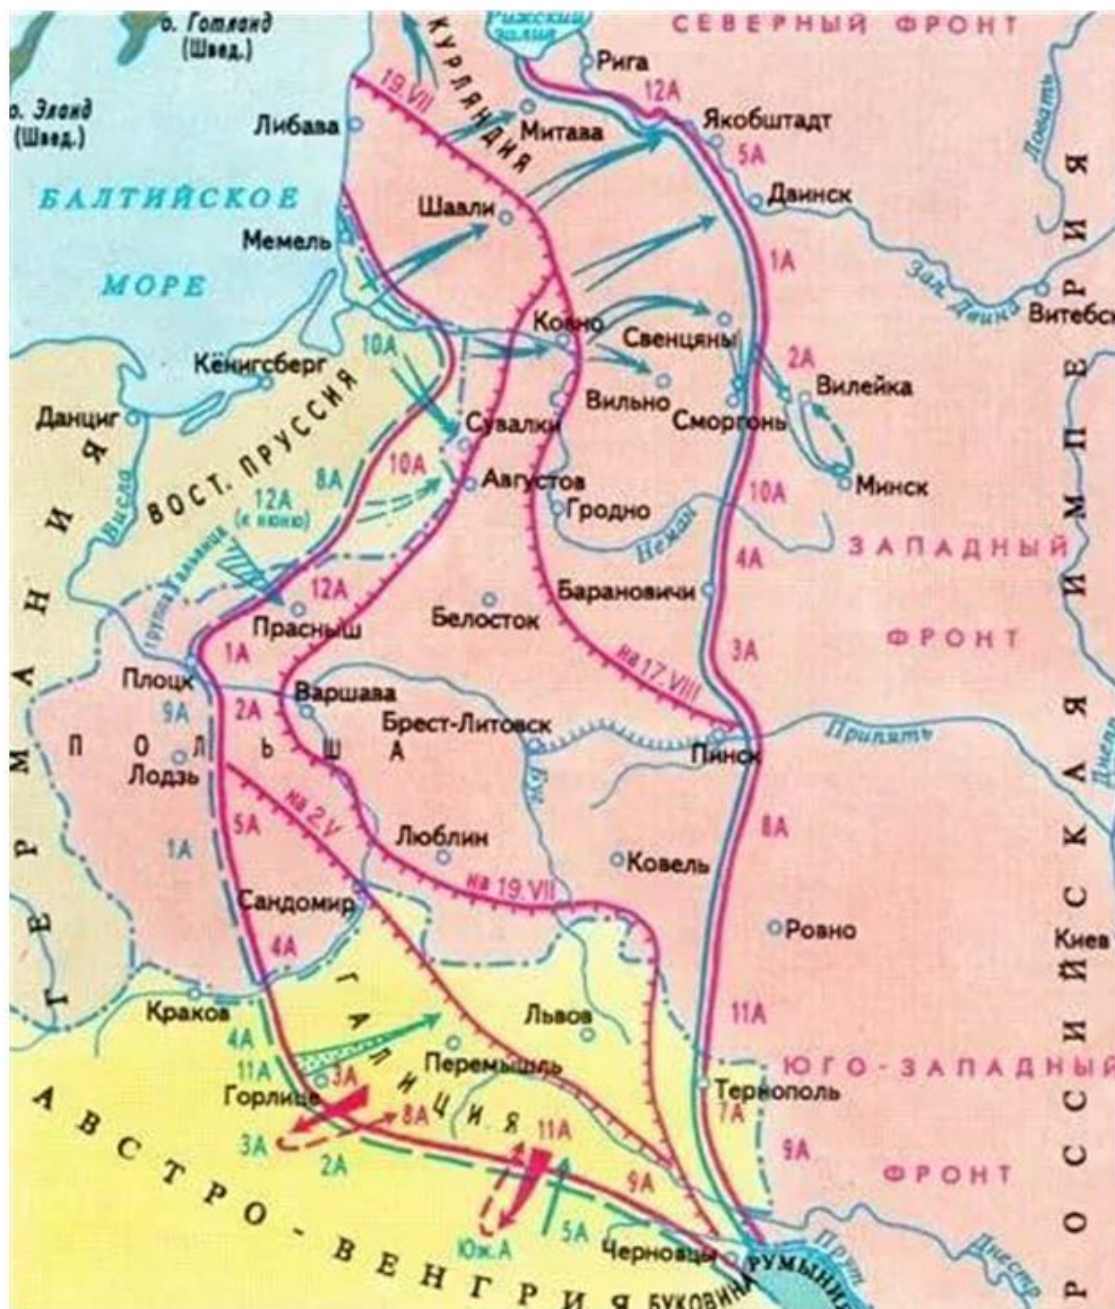 о. Готланд
(Швед.)
о. Эланд
(Швед.)
БАЛТИЙСКОЕ
МОРЕ
Рижский
залив
СЕВЕРНЫЙ ФРОНТ
КУРЛЯНДИЯ
Рига
19.VII
12А
Либава
Митава
Якобштадт
5А
Ловать
Шавли
Двинск
Мемель
1А
Зап. Двина
Витебск
10А
Ковно
Свенцяны
2А
Кёнигсберг
Вильно
Вилейка
Данциг
Сморгонь
Сувалки
ВОСТ. ПРУССИЯ
Висла
10А
8А
Августов
Минск
10А
12А
(к июню)
Гродно
Неман
ЗАПАДНЫЙ
ФРОНТ
Группа Гальвица
4А
12А
Барановичи
Прасныш
Белосток
1А
на 17.VIII
3А
Плоцк
Варшава
9А
2А
Брест-Литовск
Припять
Днепр
ПОЛЬША
Пинск
Лодзь
Буг
на 2.V
5А
8А
1А
Люблин
Ковель
на 19.VII
Сандомир
Ровно
4А
Киев
Краков
ГАЛИЦИЯ
Львов
11А
4А
Перемышль
ЮГО-ЗАПАДНЫЙ
ФРОНТ
11А
3А
Тернополь
Горлице
8А
7А
11А
3А
2А
9А
9А
Юж.А
5А
Черновцы
Прут
Днестр
РУМЫНИЯ
БУКОВИНА
ГЕРМАНИЯ
АВСТРО-ВЕНГРИЯ
РОССИЙСКАЯ ИМПЕРИЯ